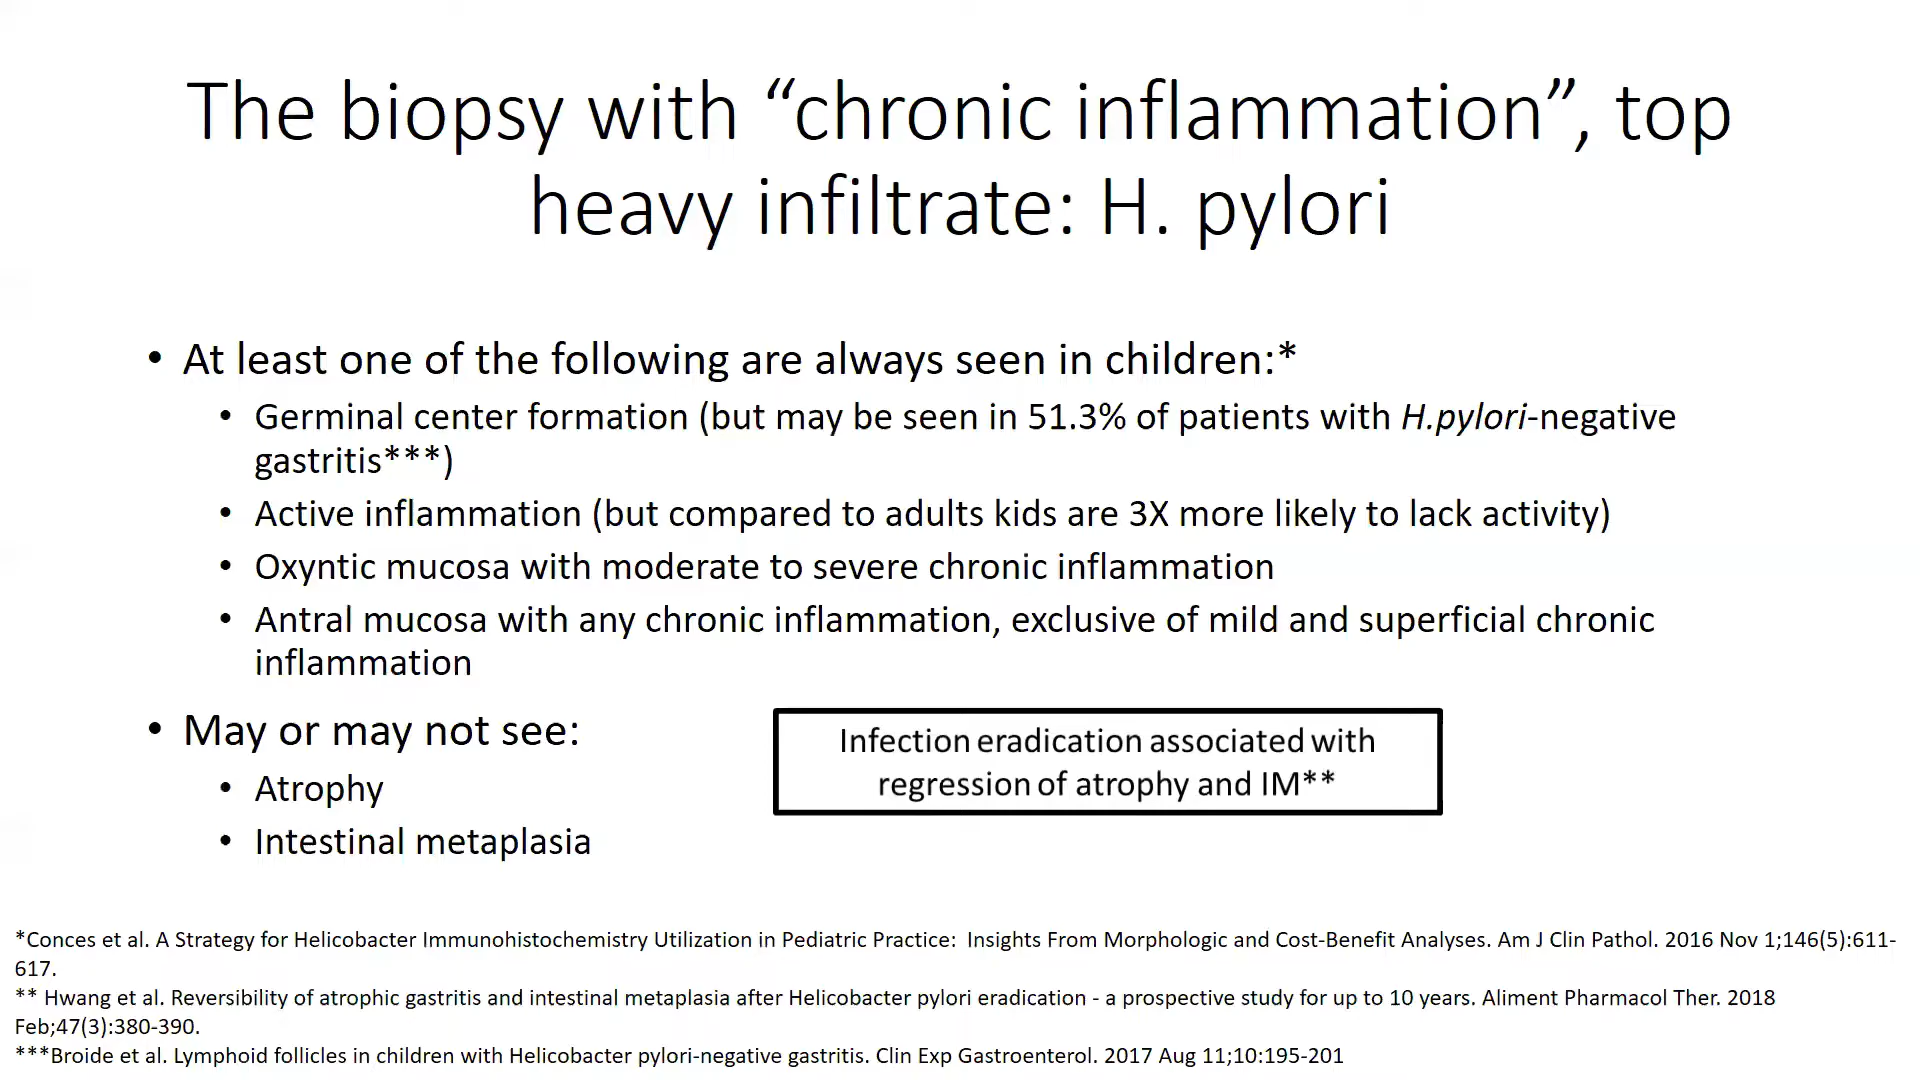 The biopsy with “chronic inflammation”, top
heavy infiltrate: H. pylori
• At least one of the following are always seen in children:*
• Germinal center formation (but may be seen in 51.3% of patients with H.pylori-negative
gastritis***)
• Active inflammation (but compared to adults kids are 3X more likely to lack activity)
• Oxyntic mucosa with moderate to severe chronic inflammation
• Antral mucosa with any chronic inflammation, exclusive of mild and superficial chronic
inflammation
• May or may not see:
• Atrophy
• Intestinal metaplasia
Infection eradication associated with
regression of atrophy and IM**
*Conces et al. A Strategy for Helicobacter Immunohistochemistry Utilization in Pediatric Practice: Insights From Morphologic and Cost-Benefit Analyses. Am J Clin Pathol. 2016 Nov 1;146(5):611-
617.
** Hwang et al. Reversibility of atrophic gastritis and intestinal metaplasia after Helicobacter pylori eradication - a prospective study for up to 10 years. Aliment Pharmacol Ther. 2018
Feb;47(3):380-390.
***Broide et al. Lymphoid follicles in children with Helicobacter pylori-negative gastritis. Clin Exp Gastroenterol. 2017 Aug 11;10:195-201